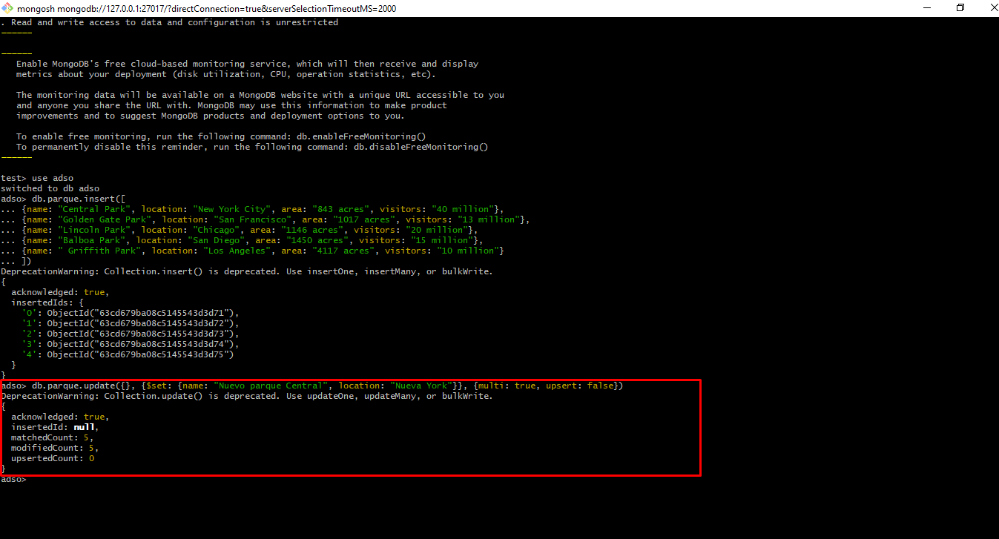 mongosh mongodb://127.0.0.1:27017/?directConnection=true&serverSelectionTimeoutMS=2000
. Read and write access to data and configuration is unrestricted
------
------
   Enable MongoDB's free cloud-based monitoring service, which will then receive and display
   metrics about your deployment (disk utilization, CPU, operation statistics, etc).
   The monitoring data will be available on a MongoDB website with a unique URL accessible to you
   and anyone you share the URL with. MongoDB may use this information to make product
   improvements and to suggest MongoDB products and deployment options to you.
   To enable free monitoring, run the following command: db.enableFreeMonitoring()
   To permanently disable this reminder, run the following command: db.disableFreeMonitoring()
------
test> use adso
switched to db adso
adso> db.parque.insert([
... {name: "Central Park", location: "New York City", area: "843 acres", visitors: "40 million"},
... {name: "Golden Gate Park", location: "San Francisco", area: "1017 acres", visitors: "13 million"},
... {name: "Lincoln Park", location: "Chicago", area: "1146 acres", visitors: "20 million"},
... {name: "Balboa Park", location: "San Diego", area: "1450 acres", visitors: "15 million"},
... {name: " Griffith Park", location: "Los Angeles", area: "4117 acres", visitors: "10 million"}
... ])
DeprecationWarning: Collection.insert() is deprecated. Use insertOne, insertMany, or bulkWrite.
{
  acknowledged: true,
  insertedIds: {
    '0': ObjectId("63cd679ba08c5145543d3d71"),
    '1': ObjectId("63cd679ba08c5145543d3d72"),
    '2': ObjectId("63cd679ba08c5145543d3d73"),
    '3': ObjectId("63cd679ba08c5145543d3d74"),
    '4': ObjectId("63cd679ba08c5145543d3d75")
  }
}
adso> db.parque.update({}, {$set: {name: "Nuevo parque Central", location: "Nueva York"}}, {multi: true, upsert: false})
DeprecationWarning: Collection.update() is deprecated. Use updateOne, updateMany, or bulkWrite.
{
  acknowledged: true,
  insertedId: null,
  matchedCount: 5,
  modifiedCount: 5,
  upsertedCount: 0
}
adso>